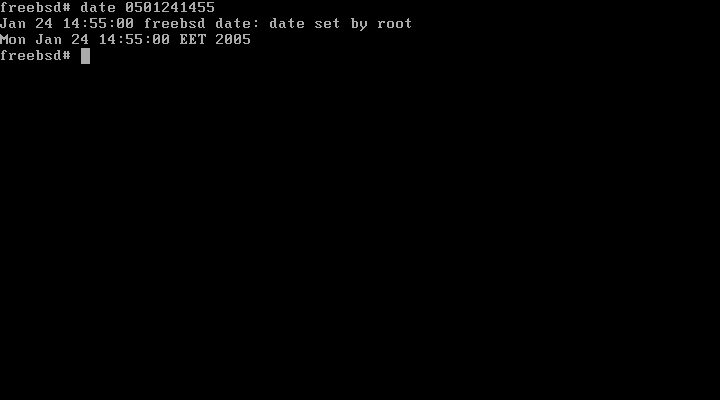 freebsd# date 0501241455
Jan 24 14:55:00 freebsd date: date set by root
Mon Jan 24 14:55:00 EET 2005
freebsd#